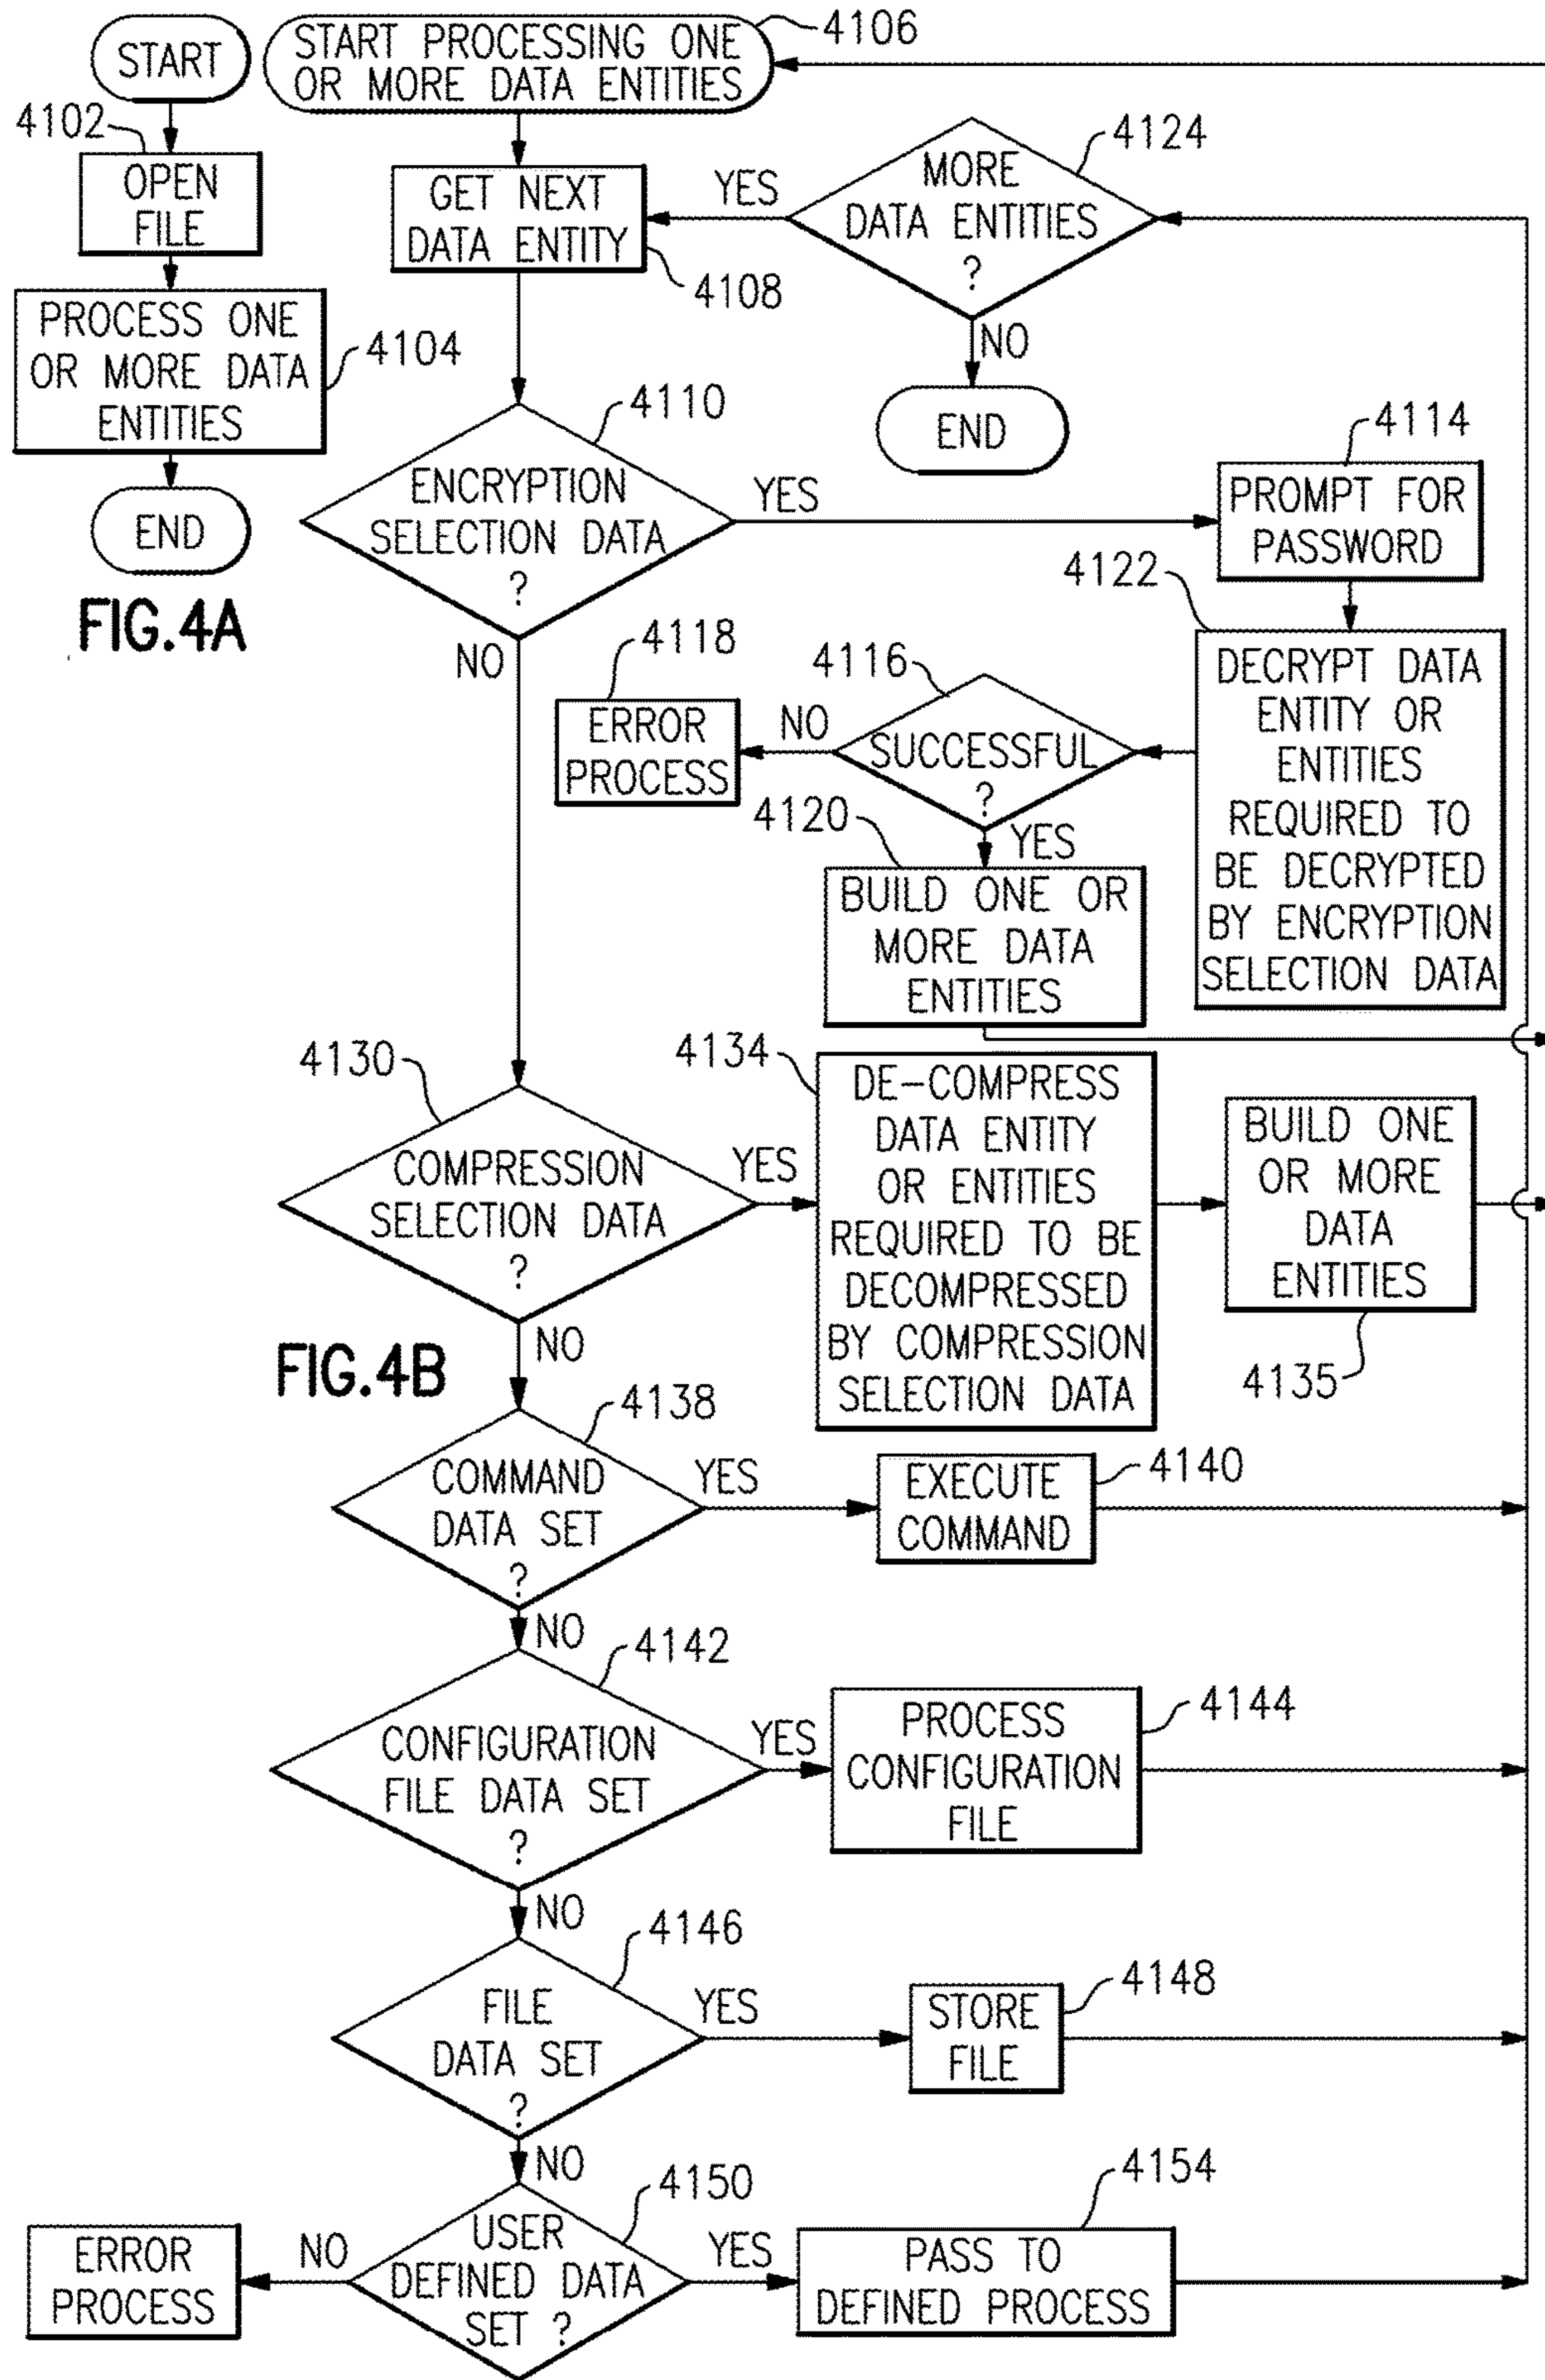 START
4102
OPEN
FILE
PROCESS ONE
OR MORE DATA
ENTITIES
4104
END
FIG.4A
START PROCESSING ONE
OR MORE DATA ENTITIES
4106
GET NEXT
DATA ENTITY
4108
YES
MORE
DATA ENTITIES
?
4124
NO
END
4110
ENCRYPTION
SELECTION DATA
?
YES
NO
4114
PROMPT FOR
PASSWORD
4122
DECRYPT DATA
ENTITY OR
ENTITIES
REQUIRED TO
BE DECRYPTED
BY ENCRYPTION
SELECTION DATA
4116
SUCCESSFUL
?
NO
4118
ERROR
PROCESS
YES
4120
BUILD ONE OR
MORE DATA
ENTITIES
4130
COMPRESSION
SELECTION DATA
?
YES
NO
4134
DE-COMPRESS
DATA ENTITY
OR ENTITIES
REQUIRED TO BE
DECOMPRESSED
BY COMPRESSION
SELECTION DATA
BUILD ONE
OR MORE
DATA
ENTITIES
4135
FIG.4B
4138
COMMAND
DATA SET
?
YES
NO
EXECUTE
COMMAND
4140
4142
CONFIGURATION
FILE DATA SET
?
YES
NO
PROCESS
CONFIGURATION
FILE
4144
4146
FILE
DATA SET
?
YES
NO
STORE
FILE
4148
4150
USER
DEFINED DATA
SET ?
NO
ERROR
PROCESS
YES
PASS TO
DEFINED PROCESS
4154